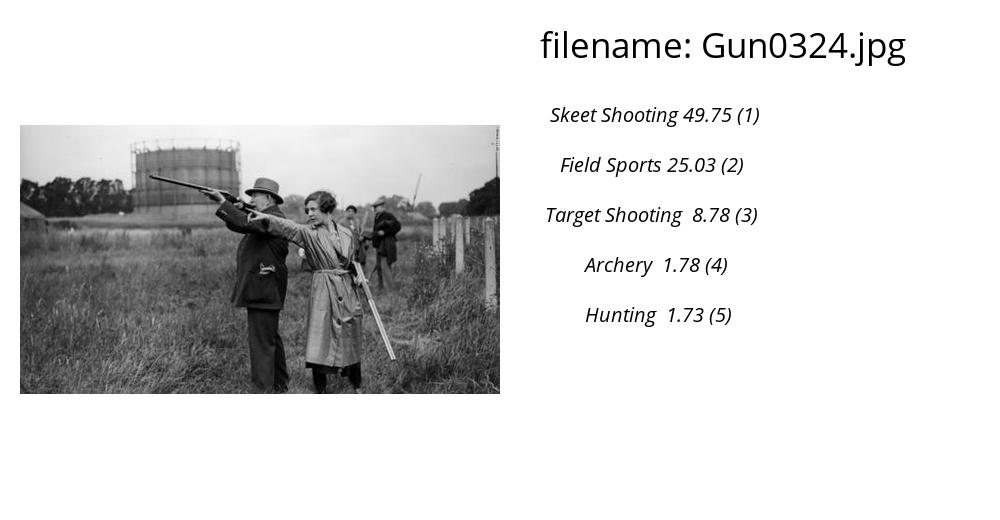 filename: Gun0324.jpg
Skeet Shooting 49.75 (1)
Field Sports 25.03 (2)
Target Shooting 8.78 (3)
Archery 1.78 (4)
Hunting 1.73 (5)